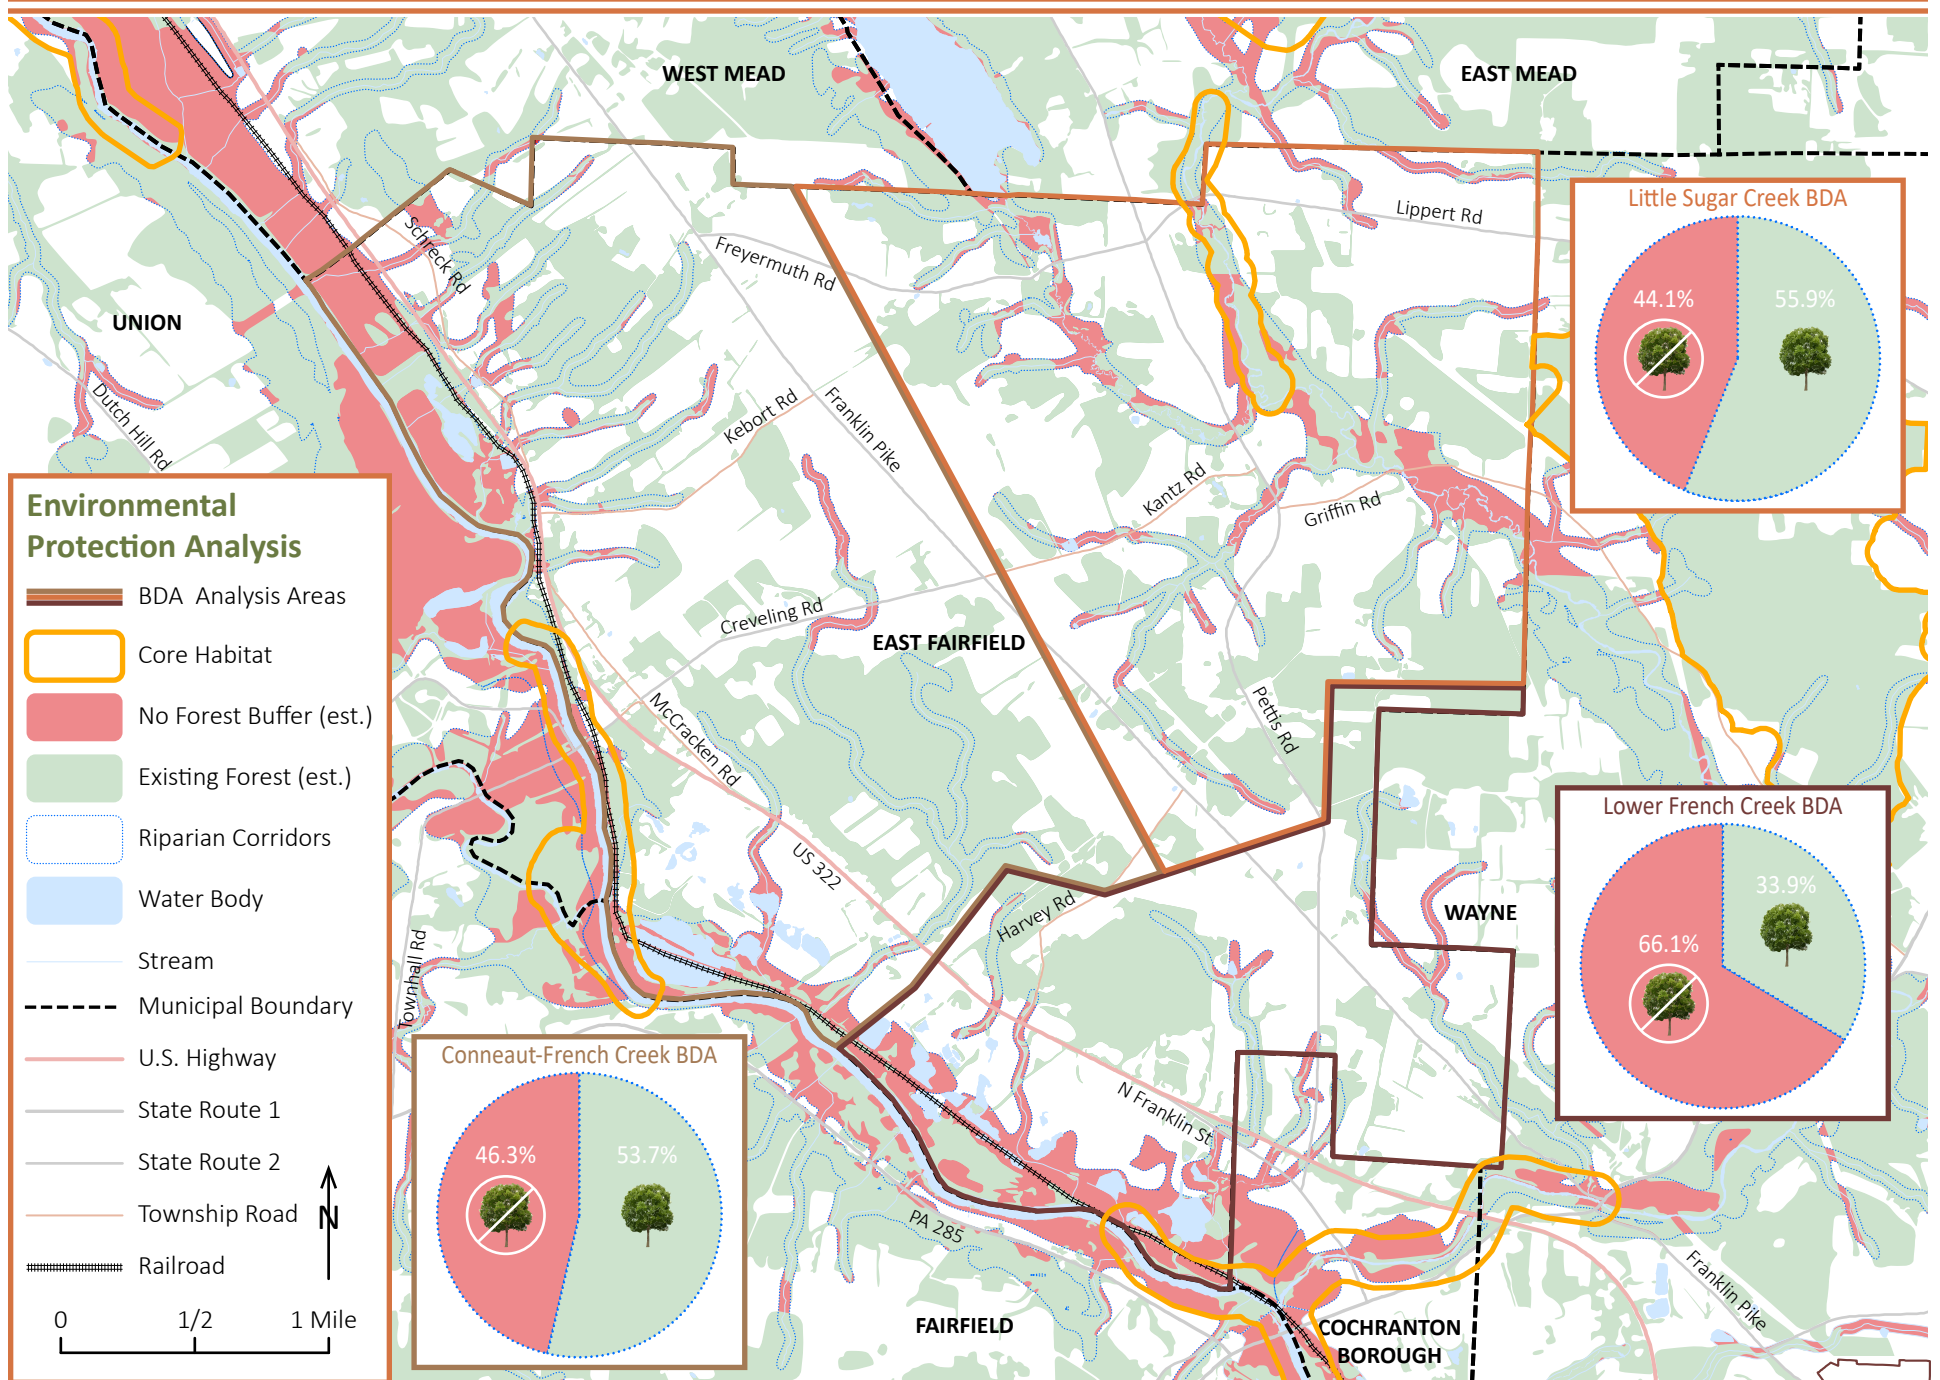 WEST MEAD
EAST MEAD
Little Sugar Creek BDA
44.1%
55.9%
Lippert Rd
Schreck Rd
Freyermuth Rd
UNION
Dutch Hill Rd
Kebort Rd
Franklin Pike
Kantz Rd
Griffin Rd
Creveling Rd
EAST FAIRFIELD
McCracken Rd
Pettis Rd
US 322
Harvey Rd
WAYNE
Townhall Rd
N Franklin St
PA 285
FAIRFIELD
COCHRANTON
BOROUGH
Franklin Pike
Lower French Creek BDA
33.9%
66.1%
Conneaut-French Creek BDA
46.3%
53.7%
Environmental
Protection Analysis
BDA Analysis Areas
Core Habitat
No Forest Buffer (est.)
Existing Forest (est.)
Riparian Corridors
Water Body
Stream
Municipal Boundary
U.S. Highway
State Route 1
State Route 2
Township Road
N
Railroad
0 1/2 1 Mile